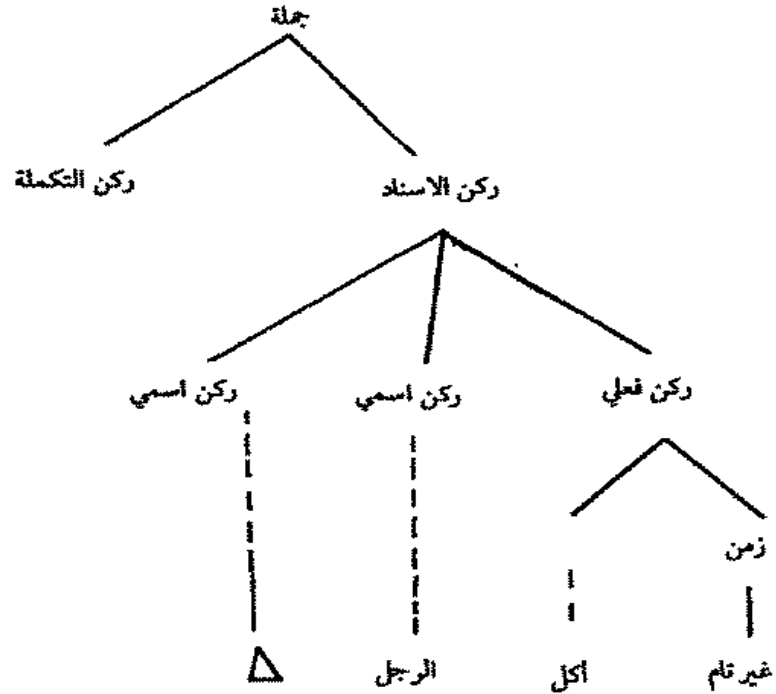 جملة
ركن الاسناد ركن التكملة
ركن فعلي ركن اسمي ركن اسمي
زمن
غير تام أكل الرجل Δ